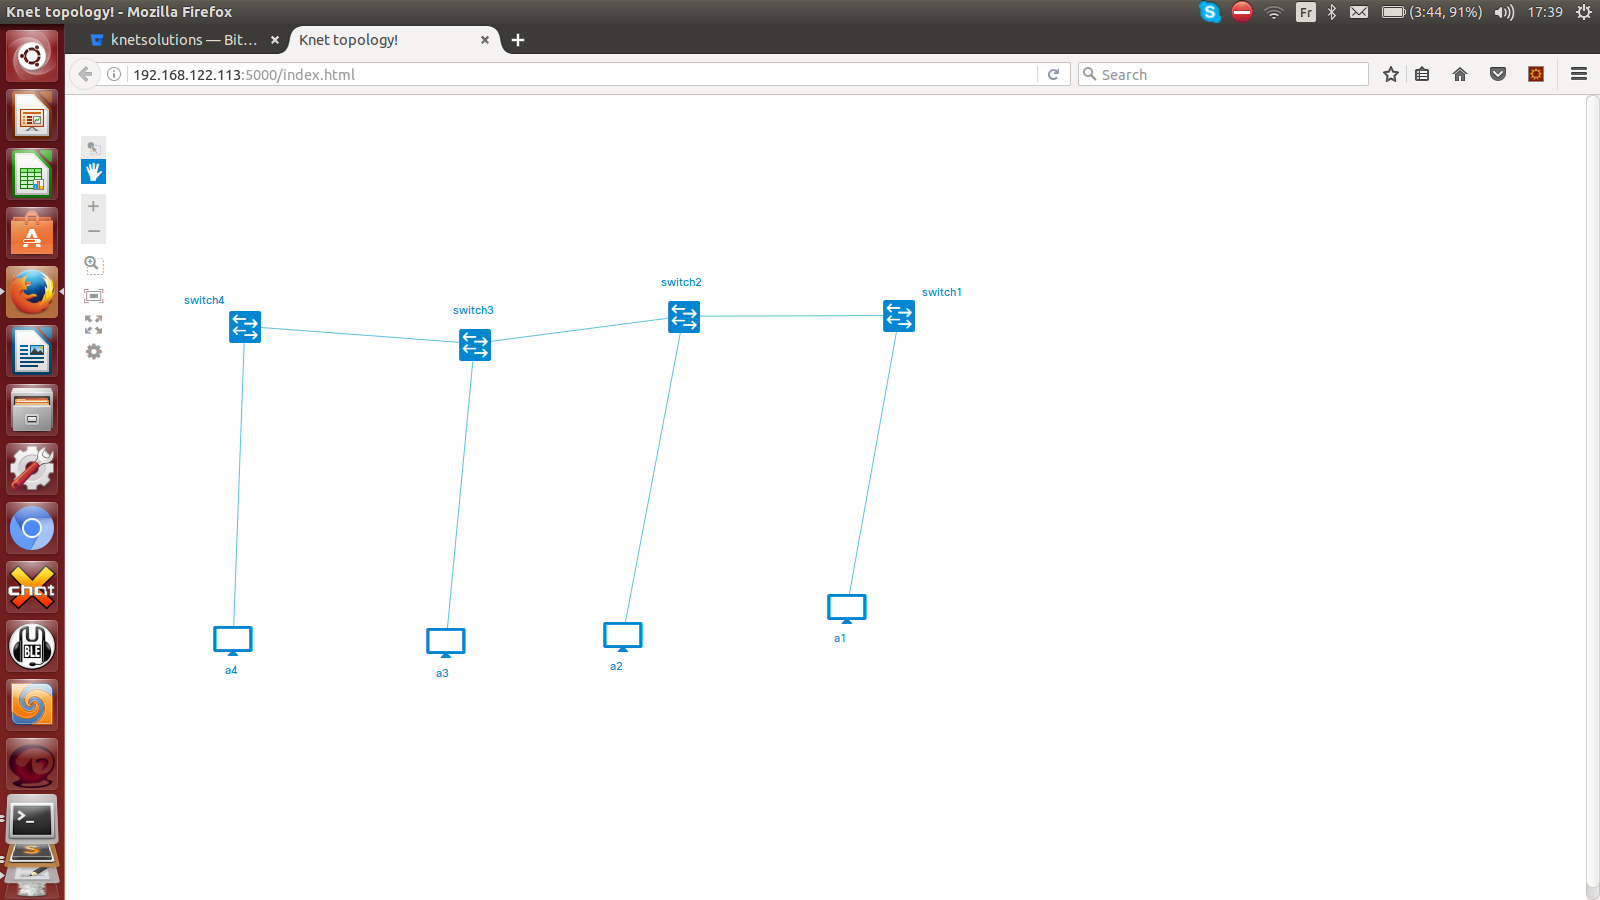 Knet topology! - Mozilla Firefox
Fr
(3:44, 91%)
17:39
knetsolutions — Bit...
Knet topology!
192.168.122.113:5000/index.html
Search
switch4
switch3
switch2
switch1
a4
a3
a2
a1
chat
U
BLE